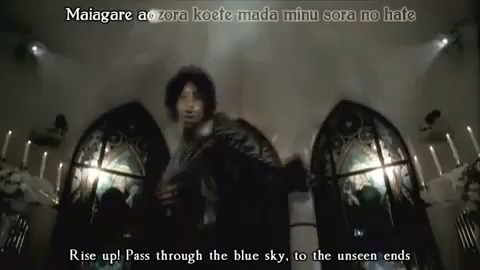 Maiagare aozora koete mada minu sora no hate
Rise up! Pass through the blue sky, to the unseen ends